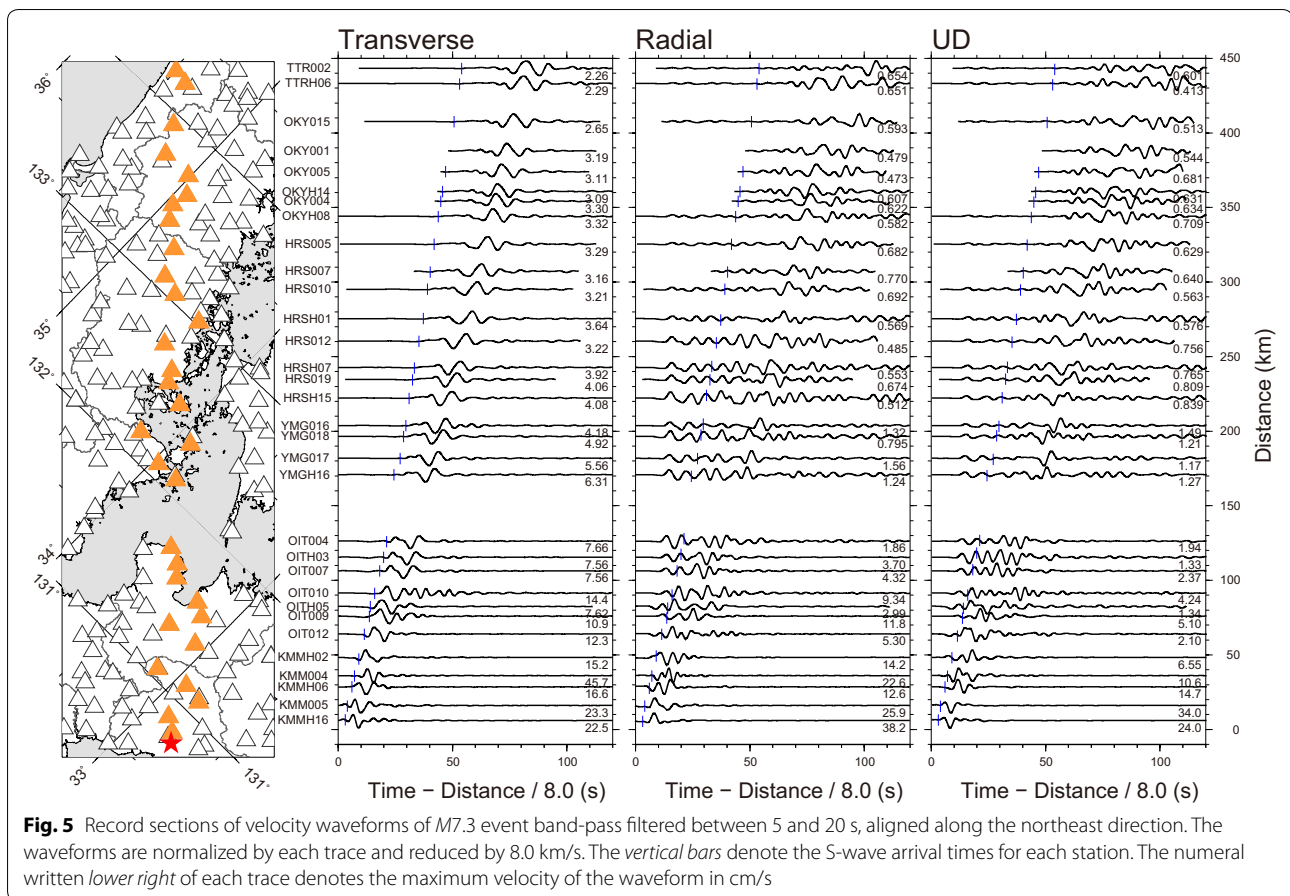 Transverse
Radial
UD
TTR002
TTRH06
OKY015
OKY001
OKY005
OKYH14
OKY004
OKYH08
HRS005
HRS007
HRS010
HRSH01
HRS012
HRSH07
HRS019
HRSH15
YMG016
YMG018
YMG017
YMGH16
OIT004
OITH03
OIT007
OIT010
OITH05
OIT009
OIT012
KMMH02
KMM004
KMMH06
KMM005
KMMH16
2.26
2.29
2.65
3.19
3.11
3.09
3.30
3.32
3.29
3.16
3.21
3.64
3.22
3.92
4.06
4.08
4.18
4.92
5.56
6.31
7.66
7.56
7.56
14.4
7.62
10.9
12.3
15.2
45.7
16.6
23.3
22.5
0.654
0.651
0.593
0.479
0.473
0.607
0.622
0.582
0.682
0.770
0.692
0.569
0.485
0.553
0.674
0.512
1.32
0.795
1.56
1.24
1.86
3.70
4.32
9.34
2.99
11.8
5.30
14.2
22.6
12.6
25.9
38.2
0.601
0.413
0.513
0.544
0.681
0.631
0.634
0.709
0.629
0.640
0.563
0.576
0.756
0.765
0.809
0.839
1.49
1.21
1.17
1.27
1.94
1.33
2.37
4.24
1.34
5.10
2.10
6.55
10.6
14.7
34.0
24.0
450
400
350
300
250
200
150
100
50
0
Distance (km)
36°
133°
35°
132°
34°
131°
33°
131°
0 50 100
0 50 100
0 50 100
Time − Distance / 8.0 (s)
Time − Distance / 8.0 (s)
Time − Distance / 8.0 (s)
Fig. 5 Record sections of velocity waveforms of M7.3 event band-pass filtered between 5 and 20 s, aligned along the northeast direction. The
waveforms are normalized by each trace and reduced by 8.0 km/s. The vertical bars denote the S-wave arrival times for each station. The numeral
written lower right of each trace denotes the maximum velocity of the waveform in cm/s